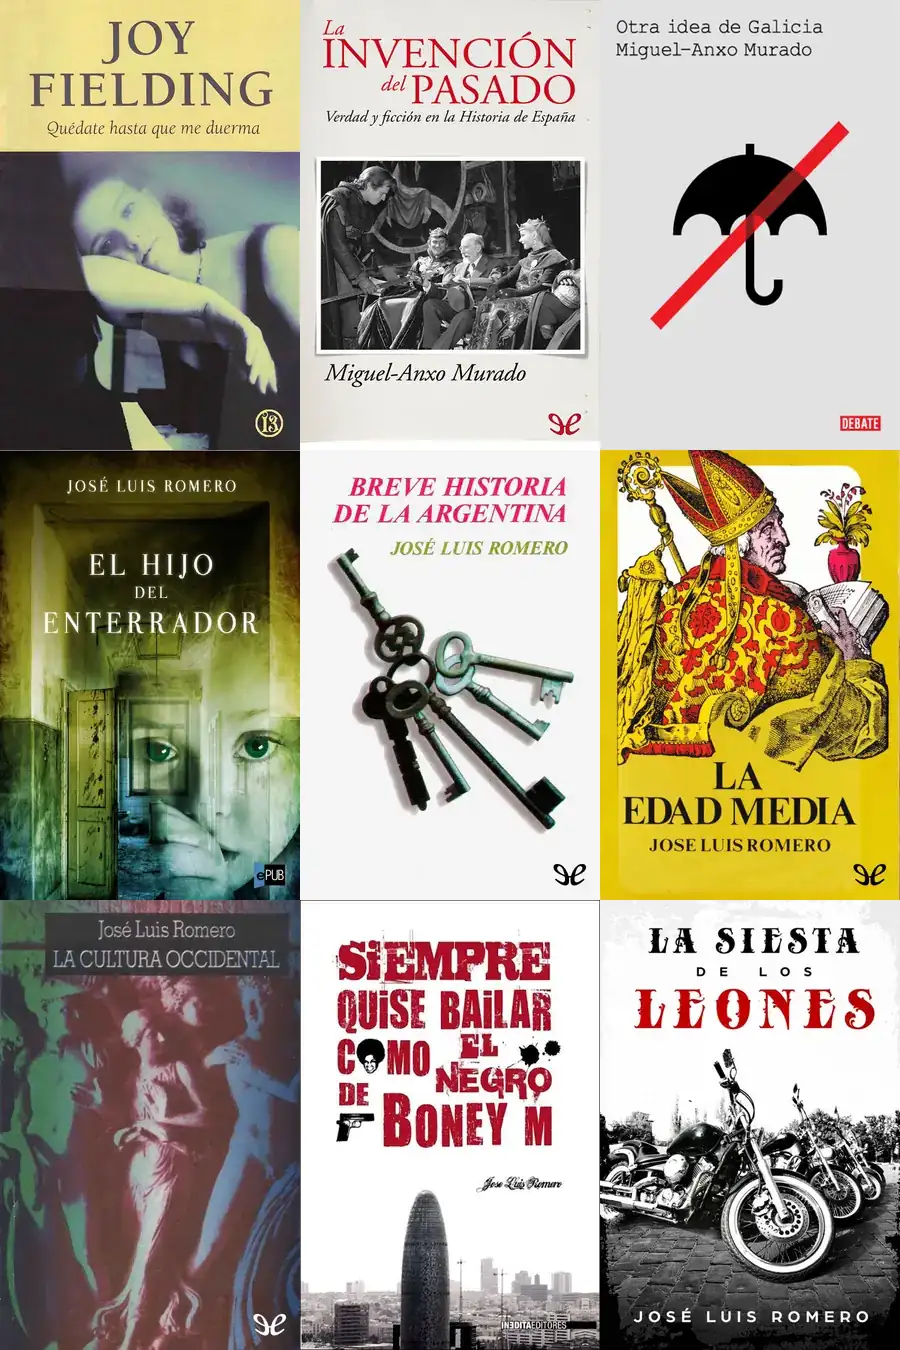 JOY
FIELDING
Quédate hasta que me duerma
13
La
INVENCIÓN
del PASADO
Verdad y ficción en la Historia de España
Miguel-Anxo Murado
Otra idea de Galicia
Miguel-Anxo Murado
DEBATE
JOSÉ LUIS ROMERO
EL HIJO
DEL
ENTERRADOR
ePUB
BREVE HISTORIA
DE LA ARGENTINA
JOSÉ LUIS ROMERO
LA
EDAD MEDIA
JOSE LUIS ROMERO
José Luis Romero
LA CULTURA OCCIDENTAL
SiEMPRE
QUiSE BAiLAR
COMO EL
DE NEGRO
BONEY M
Jose Luis Romero
INEDITAEDITORES
LA SIESTA
DE LOS
LEONES
JOSÉ LUIS ROMERO